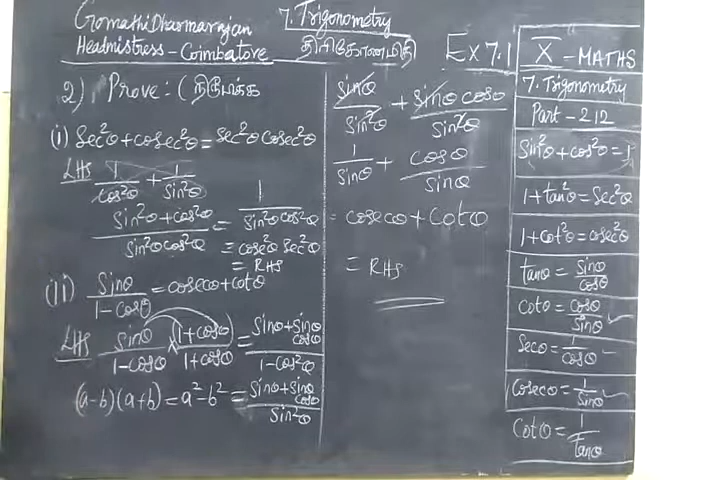 Gomathi Dharmarajan
Headmistress - Coimbatore
7. Trigonometry
திரிகோணமிதி)
Ex 7.1
2) Prove: (நிரூபிக்க
(i) Sec²θ + cosec²θ = sec²θ cosec²θ
LHS 1/cos²θ + 1/sin²θ
sin²θ + cos²θ / sin²θ cos²θ = 1 / sin²θ cos²θ
= cosec²θ sec²θ
= RHS
(ii) Sinθ / 1 - cosθ = cosecθ + cotθ
LHS sinθ / 1 - cosθ × (1 + cosθ) / 1 + cosθ = sinθ + sinθ cosθ / 1 - cos²θ
(a-b)(a+b) = a² - b² = sinθ + sinθ cosθ / sin²θ
sinθ / sin²θ + sinθ cosθ / sin²θ
1 / sinθ + cosθ / sinθ
= cosecθ + cotθ
= RHS
X - MATHS
7. Trigonometry
Part - 212
Sin²θ + cos²θ = 1
1 + tan²θ = Sec²θ
1 + cot²θ = cosec²θ
tanθ = sinθ / cosθ
cotθ = cosθ / sinθ
Secθ = 1 / cosθ
Cosecθ = 1 / sinθ
Cotθ = 1 / tanθ